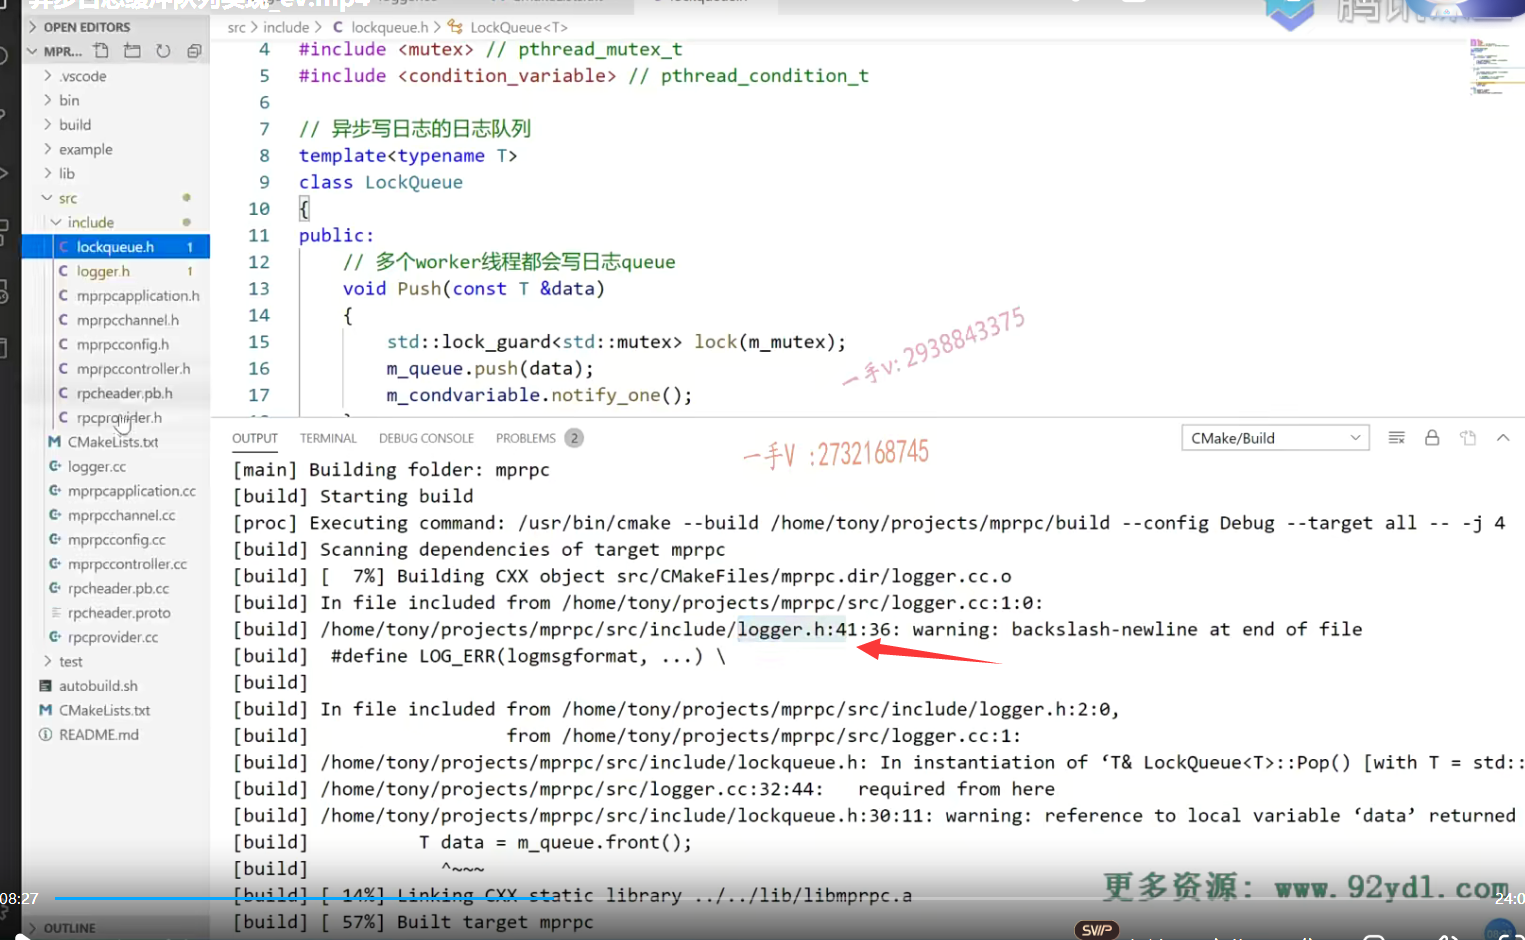 异步日志缓冲队列实现_ev.mp4
OPEN EDITORS
MPR...
.vscode
bin
build
example
lib
src
include
lockqueue.h 1
logger.h 1
mprpcapplication.h
mprpcchannel.h
mprpcconfig.h
mprpccontroller.h
rpcheader.pb.h
rpcprovider.h
CMakeLists.txt
logger.cc
mprpcapplication.cc
mprpcchannel.cc
mprpcconfig.cc
mprpccontroller.cc
rpcheader.pb.cc
rpcheader.proto
rpcprovider.cc
test
autobuild.sh
CMakeLists.txt
README.md
OUTLINE
src > include > C lockqueue.h > LockQueue<T>
4 #include <mutex> // pthread_mutex_t
5 #include <condition_variable> // pthread_condition_t
6
7 // 异步写日志的日志队列
8 template<typename T>
9 class LockQueue
10 {
11 public:
12 // 多个worker线程都会写日志queue
13 void Push(const T &data)
14 {
15 std::lock_guard<std::mutex> lock(m_mutex);
16 m_queue.push(data);
17 m_condvariable.notify_one();
一手v: 2938843375
OUTPUT TERMINAL DEBUG CONSOLE PROBLEMS 2
CMake/Build
一手V :2732168745
[main] Building folder: mprpc
[build] Starting build
[proc] Executing command: /usr/bin/cmake --build /home/tony/projects/mprpc/build --config Debug --target all -- -j 4
[build] Scanning dependencies of target mprpc
[build] [  7%] Building CXX object src/CMakeFiles/mprpc.dir/logger.cc.o
[build] In file included from /home/tony/projects/mprpc/src/logger.cc:1:0:
[build] /home/tony/projects/mprpc/src/include/logger.h:41:36: warning: backslash-newline at end of file
[build] #define LOG_ERR(logmsgformat, ...) \
[build]
[build] In file included from /home/tony/projects/mprpc/src/include/logger.h:2:0,
[build] from /home/tony/projects/mprpc/src/logger.cc:1:
[build] /home/tony/projects/mprpc/src/include/lockqueue.h: In instantiation of ‘T& LockQueue<T>::Pop() [with T = std::
[build] /home/tony/projects/mprpc/src/logger.cc:32:44:   required from here
[build] /home/tony/projects/mprpc/src/include/lockqueue.h:30:11: warning: reference to local variable ‘data’ returned
[build] T data = m_queue.front();
[build] ^~~~
[build] [ 14%] Linking CXX static library ../../lib/libmprpc.a
[build] [ 57%] Built target mprpc
更多资源: www.92ydl.com
08:27
SVIP